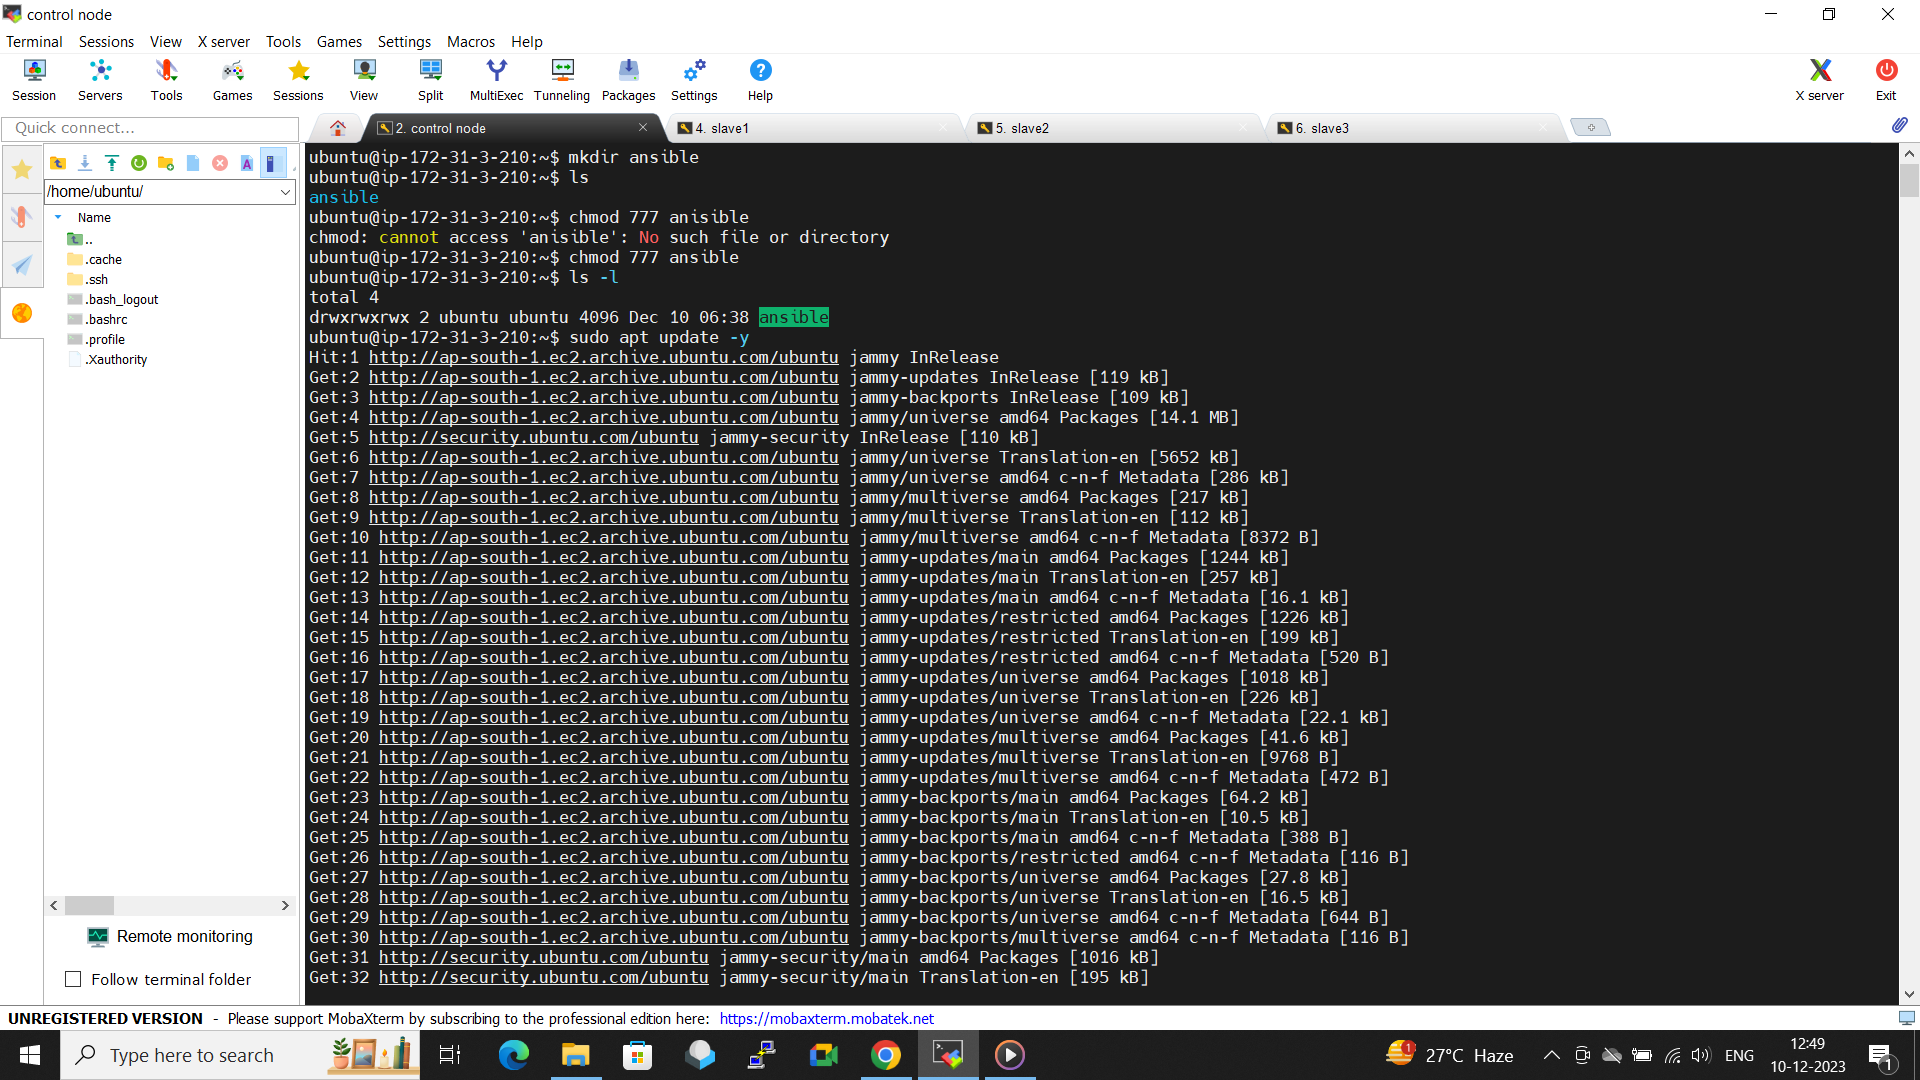 control node
Terminal Sessions View X server Tools Games Settings Macros Help
Session Servers Tools Games Sessions View Split MultiExec Tunneling Packages Settings Help X server Exit
Quick connect...
2. control node
4. slave1
5. slave2
6. slave3
/home/ubuntu/
Name
..
.cache
.ssh
.bash_logout
.bashrc
.profile
.Xauthority
Remote monitoring
Follow terminal folder
ubuntu@ip-172-31-3-210:~$ mkdir ansible
ubuntu@ip-172-31-3-210:~$ ls
ansible
ubuntu@ip-172-31-3-210:~$ chmod 777 anisible
chmod: cannot access 'anisible': No such file or directory
ubuntu@ip-172-31-3-210:~$ chmod 777 ansible
ubuntu@ip-172-31-3-210:~$ ls -l
total 4
drwxrwxrwx 2 ubuntu ubuntu 4096 Dec 10 06:38 ansible
ubuntu@ip-172-31-3-210:~$ sudo apt update -y
Hit:1 http://ap-south-1.ec2.archive.ubuntu.com/ubuntu jammy InRelease
Get:2 http://ap-south-1.ec2.archive.ubuntu.com/ubuntu jammy-updates InRelease [119 kB]
Get:3 http://ap-south-1.ec2.archive.ubuntu.com/ubuntu jammy-backports InRelease [109 kB]
Get:4 http://ap-south-1.ec2.archive.ubuntu.com/ubuntu jammy/universe amd64 Packages [14.1 MB]
Get:5 http://security.ubuntu.com/ubuntu jammy-security InRelease [110 kB]
Get:6 http://ap-south-1.ec2.archive.ubuntu.com/ubuntu jammy/universe Translation-en [5652 kB]
Get:7 http://ap-south-1.ec2.archive.ubuntu.com/ubuntu jammy/universe amd64 c-n-f Metadata [286 kB]
Get:8 http://ap-south-1.ec2.archive.ubuntu.com/ubuntu jammy/multiverse amd64 Packages [217 kB]
Get:9 http://ap-south-1.ec2.archive.ubuntu.com/ubuntu jammy/multiverse Translation-en [112 kB]
Get:10 http://ap-south-1.ec2.archive.ubuntu.com/ubuntu jammy/multiverse amd64 c-n-f Metadata [8372 B]
Get:11 http://ap-south-1.ec2.archive.ubuntu.com/ubuntu jammy-updates/main amd64 Packages [1244 kB]
Get:12 http://ap-south-1.ec2.archive.ubuntu.com/ubuntu jammy-updates/main Translation-en [257 kB]
Get:13 http://ap-south-1.ec2.archive.ubuntu.com/ubuntu jammy-updates/main amd64 c-n-f Metadata [16.1 kB]
Get:14 http://ap-south-1.ec2.archive.ubuntu.com/ubuntu jammy-updates/restricted amd64 Packages [1226 kB]
Get:15 http://ap-south-1.ec2.archive.ubuntu.com/ubuntu jammy-updates/restricted Translation-en [199 kB]
Get:16 http://ap-south-1.ec2.archive.ubuntu.com/ubuntu jammy-updates/restricted amd64 c-n-f Metadata [520 B]
Get:17 http://ap-south-1.ec2.archive.ubuntu.com/ubuntu jammy-updates/universe amd64 Packages [1018 kB]
Get:18 http://ap-south-1.ec2.archive.ubuntu.com/ubuntu jammy-updates/universe Translation-en [226 kB]
Get:19 http://ap-south-1.ec2.archive.ubuntu.com/ubuntu jammy-updates/universe amd64 c-n-f Metadata [22.1 kB]
Get:20 http://ap-south-1.ec2.archive.ubuntu.com/ubuntu jammy-updates/multiverse amd64 Packages [41.6 kB]
Get:21 http://ap-south-1.ec2.archive.ubuntu.com/ubuntu jammy-updates/multiverse Translation-en [9768 B]
Get:22 http://ap-south-1.ec2.archive.ubuntu.com/ubuntu jammy-updates/multiverse amd64 c-n-f Metadata [472 B]
Get:23 http://ap-south-1.ec2.archive.ubuntu.com/ubuntu jammy-backports/main amd64 Packages [64.2 kB]
Get:24 http://ap-south-1.ec2.archive.ubuntu.com/ubuntu jammy-backports/main Translation-en [10.5 kB]
Get:25 http://ap-south-1.ec2.archive.ubuntu.com/ubuntu jammy-backports/main amd64 c-n-f Metadata [388 B]
Get:26 http://ap-south-1.ec2.archive.ubuntu.com/ubuntu jammy-backports/restricted amd64 c-n-f Metadata [116 B]
Get:27 http://ap-south-1.ec2.archive.ubuntu.com/ubuntu jammy-backports/universe amd64 Packages [27.8 kB]
Get:28 http://ap-south-1.ec2.archive.ubuntu.com/ubuntu jammy-backports/universe Translation-en [16.5 kB]
Get:29 http://ap-south-1.ec2.archive.ubuntu.com/ubuntu jammy-backports/universe amd64 c-n-f Metadata [644 B]
Get:30 http://ap-south-1.ec2.archive.ubuntu.com/ubuntu jammy-backports/multiverse amd64 c-n-f Metadata [116 B]
Get:31 http://security.ubuntu.com/ubuntu jammy-security/main amd64 Packages [1016 kB]
Get:32 http://security.ubuntu.com/ubuntu jammy-security/main Translation-en [195 kB]
UNREGISTERED VERSION - Please support MobaXterm by subscribing to the professional edition here: https://mobaxterm.mobatek.net
Type here to search
1
27°C Haze
ENG
12:49
10-12-2023
1